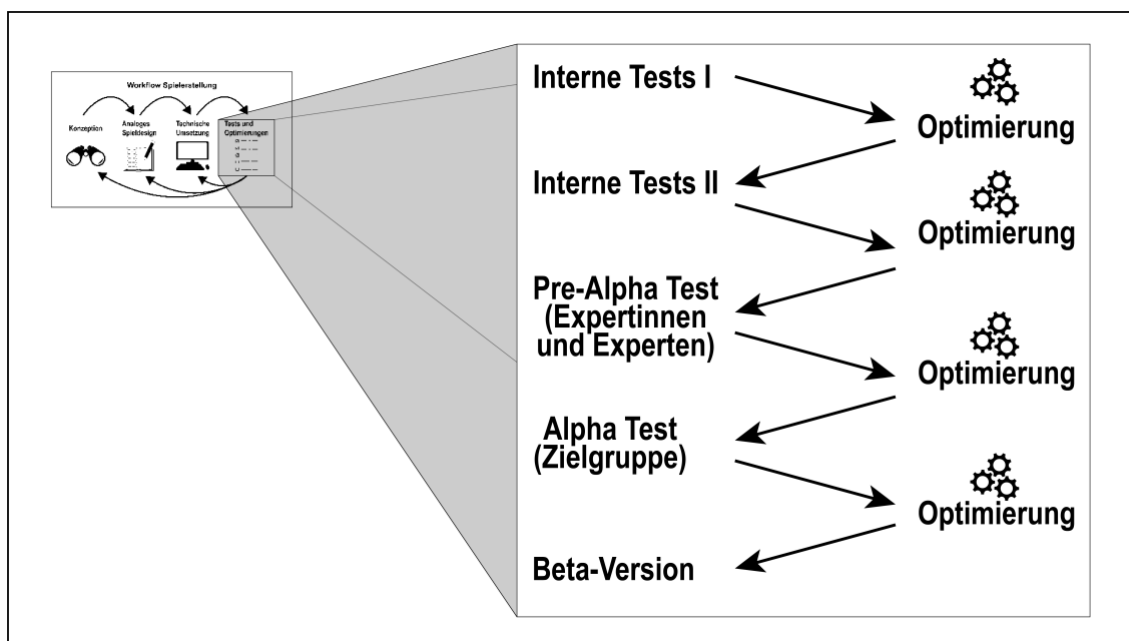 Workflow Spielerstellung
Konzeption
Analoges
Spieldesign
Technische
Umsetzung
Tests und
Optimierungen
Interne Tests I
Optimierung
Interne Tests II
Optimierung
Pre-Alpha Test
(Expertinnen
und Experten)
Optimierung
Alpha Test
(Zielgruppe)
Optimierung
Beta-Version